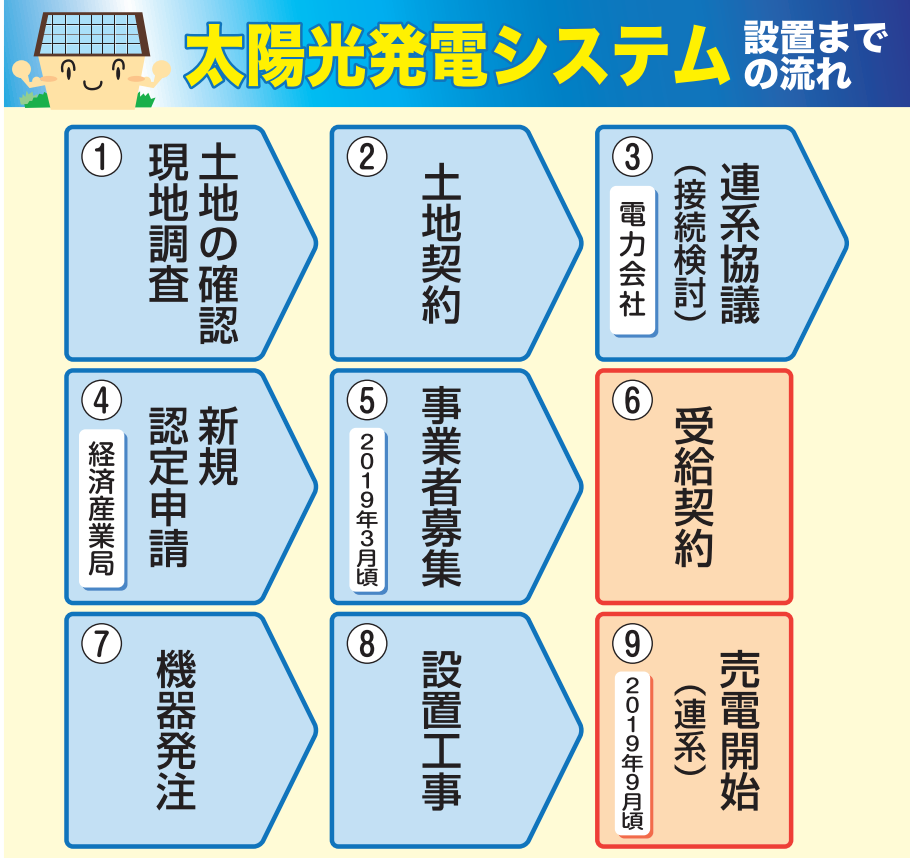 太陽光発電システム
設置まで
の流れ
①
土地の確認
現地調査
②
土地契約
③
連系協議
（接続検討）
電力会社
④
新規
認定申請
経済産業局
⑤
事業者募集
2019年3月頃
⑥
受給契約
⑦
機器発注
⑧
設置工事
⑨
売電開始
（連系）
2019年9月頃